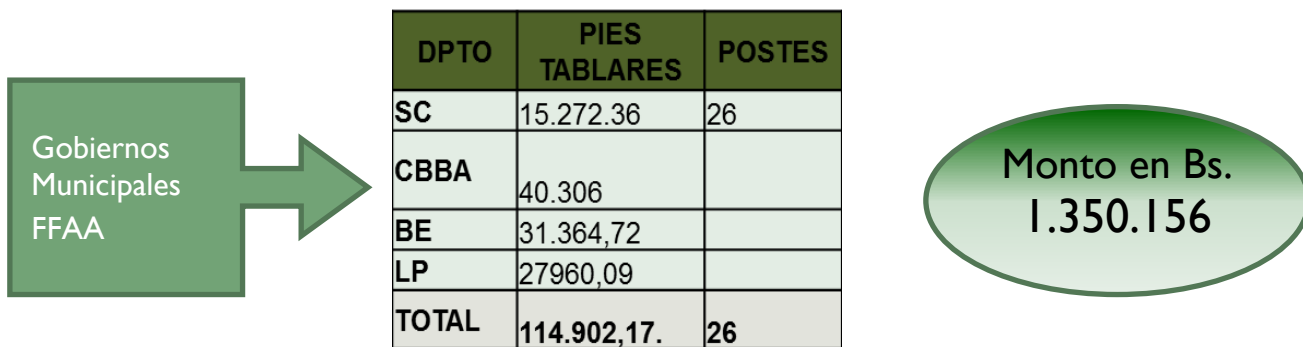 Gobiernos
Municipales
FFAA
DPTO PIES TABLARES POSTES
SC 15.272.36 26
CBBA 40.306
BE 31.364,72
LP 27960,09
TOTAL 114.902,17. 26
Monto en Bs.
1.350.156